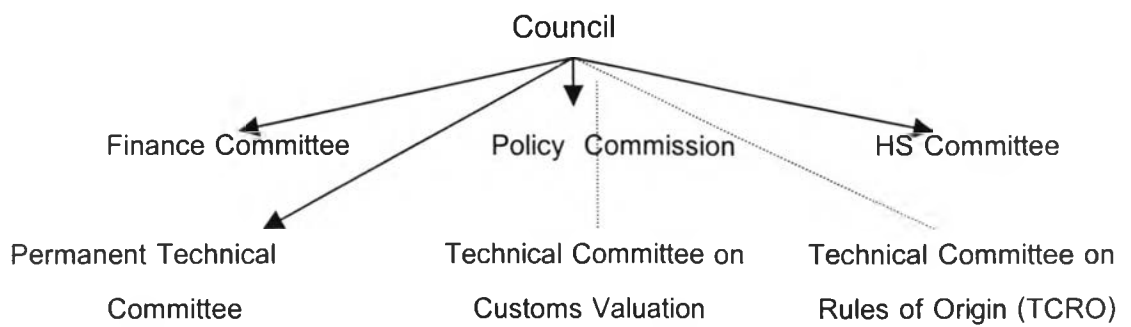 Council
Finance Committee
Policy Commission
HS Committee
Permanent Technical
Committee
Technical Committee on
Customs Valuation
Technical Committee on
Rules of Origin (TCRO)